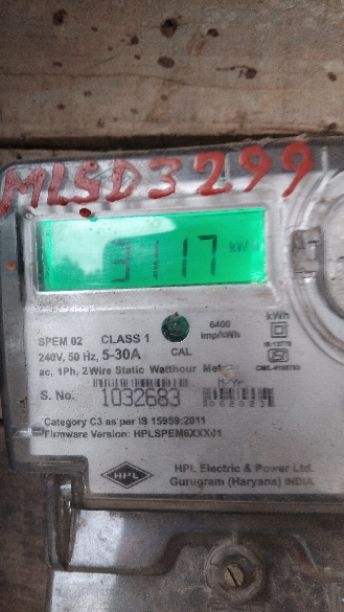 MLSD3299
3117 kW
SPEM 02 CLASS 1 6400 kWh
240V, 50 Hz, 5-30A CAL imp/kWh
ac, 1Ph, 2Wire Static Watthour Meter
S. No. 1032683
Category C3 as per IS 15959:2011
Firmware Version: HPLSPEM6XXX01
HPL
HPL Electric & Power Ltd.
Gurugram (Haryana) INDIA